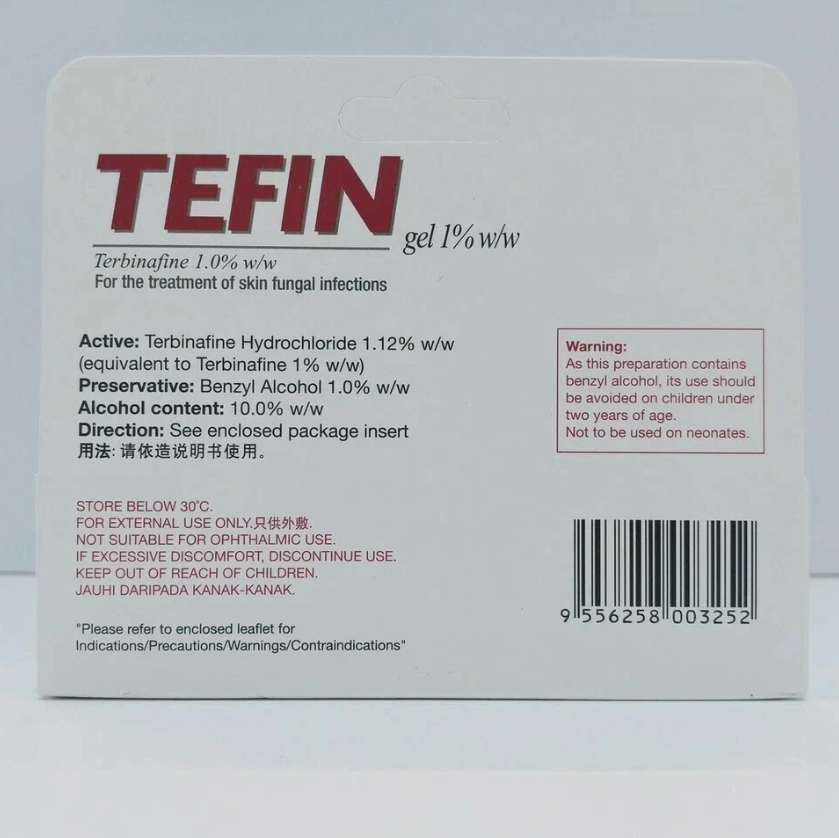 TEFIN
gel 1% w/w
Terbinafine 1.0% w/w
For the treatment of skin fungal infections
Active: Terbinafine Hydrochloride 1.12% w/w
(equivalent to Terbinafine 1% w/w)
Preservative: Benzyl Alcohol 1.0% w/w
Alcohol content: 10.0% w/w
Direction: See enclosed package insert
用法: 请依造说明书使用。
Warning:
As this preparation contains
benzyl alcohol, its use should
be avoided on children under
two years of age.
Not to be used on neonates.
STORE BELOW 30°C.
FOR EXTERNAL USE ONLY.只供外敷.
NOT SUITABLE FOR OPHTHALMIC USE.
IF EXCESSIVE DISCOMFORT, DISCONTINUE USE.
KEEP OUT OF REACH OF CHILDREN.
JAUHI DARIPADA KANAK-KANAK.
"Please refer to enclosed leaflet for
Indications/Precautions/Warnings/Contraindications"
9 556258 003252